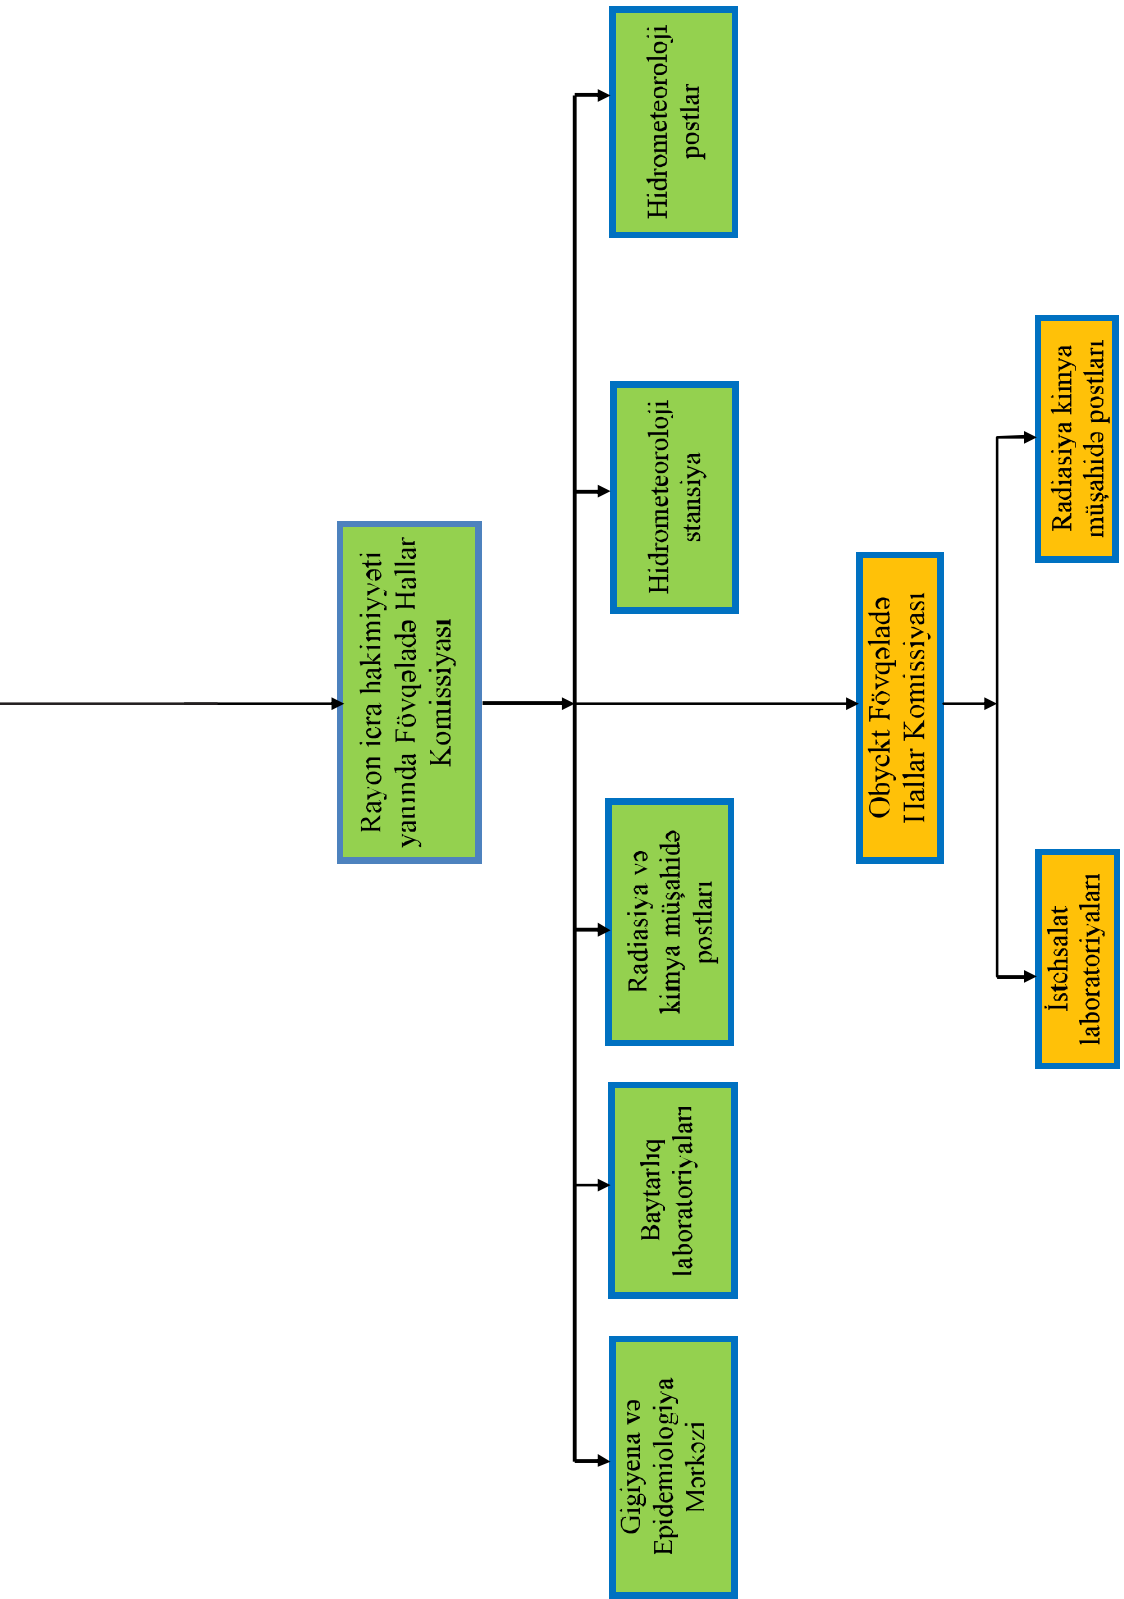 Rayon icra hakimiyyəti
yanında Fövqəladə Hallar
Komissiyası
Gigiyena və
Epidemiologiya
Mərkəzi
Baytarlıq
laboratoriyaları
Radiasiya və
kimya müşahidə
postları
Hidrometeoroloji
stansiya
Hidrometeoroloji
postlar
Obyekt Fövqəladə
Hallar Komissiyası
İstehsalat
laboratoriyaları
Radiasiya kimya
müşahidə postları